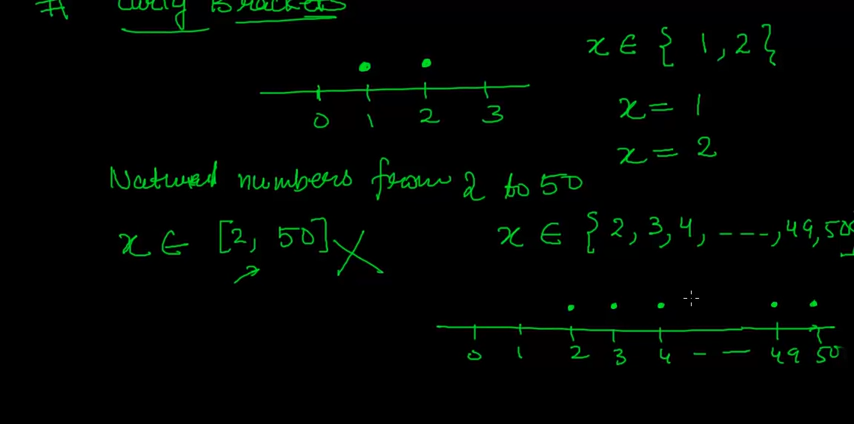 # Curly Brackets
x ∈ { 1, 2 }
0 1 2 3
x = 1
x = 2
Natural numbers from 2 to 50
x ∈ [2, 50]
x ∈ { 2, 3, 4, - - - -, 49, 50
0 1 2 3 4 - — 49 50